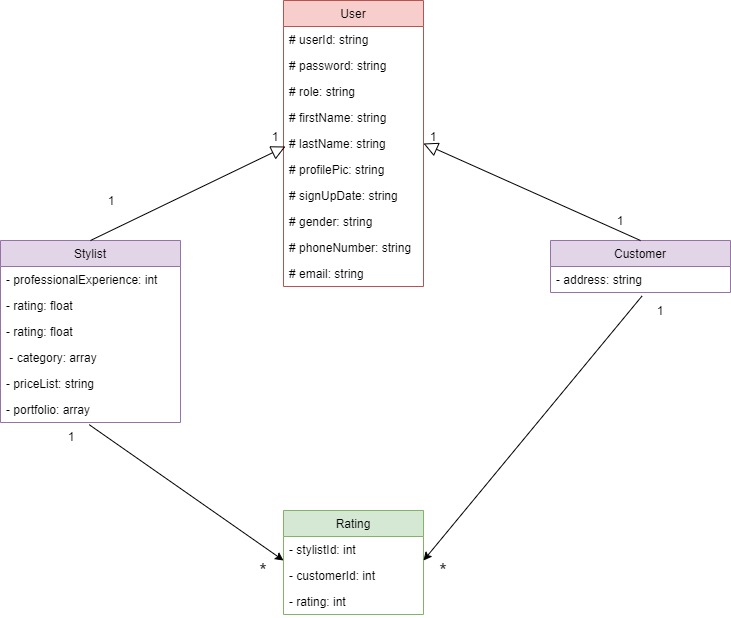 User
# userId: string
# password: string
# role: string
# firstName: string
# lastName: string
# profilePic: string
# signUpDate: string
# gender: string
# phoneNumber: string
# email: string
1
1
1
1
Stylist
- professionalExperience: int
- rating: float
- rating: float
- category: array
- priceList: string
- portfolio: array
Customer
- address: string
1
1
Rating
- stylistId: int
- customerId: int
- rating: int
*
*